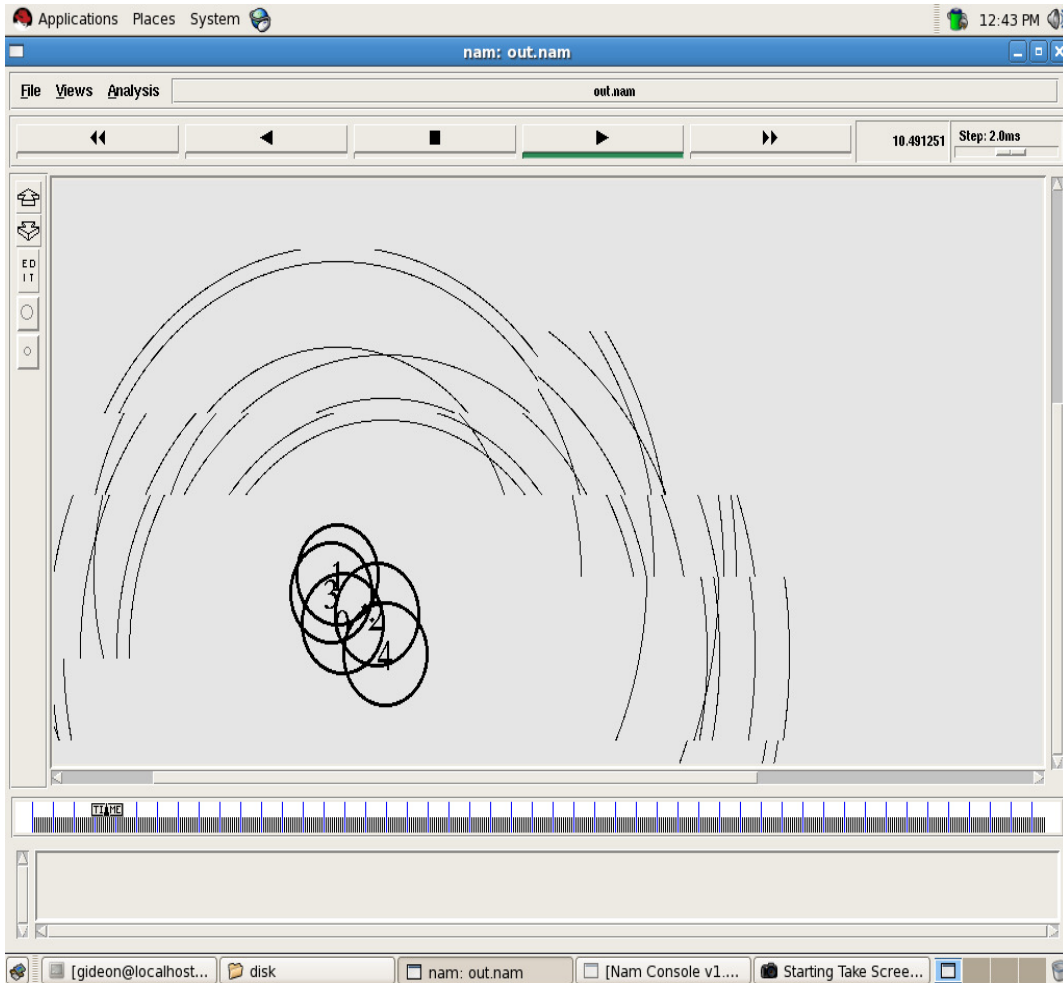 Applications Places System 12:43 PM
nam: out.nam
File Views Analysis out.nam
10.491251 Step: 2.0ms
ED
IT
1
3
0 2
4
TIME
[gideon@localhost... disk nam: out.nam [Nam Console v1.... Starting Take Scree...